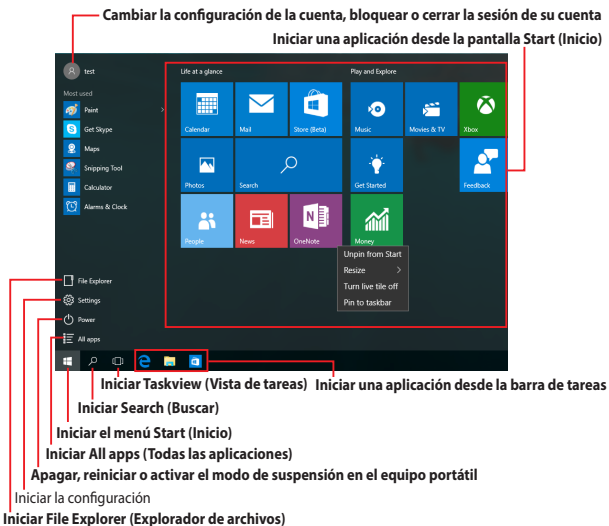 Cambiar la configuración de la cuenta, bloquear o cerrar la sesión de su cuenta
Iniciar una aplicación desde la pantalla Start (Inicio)
test
Life at a glance
Play and Explore
Most used
Paint
Get Skype
Maps
Snipping Tool
Calculator
Alarms & Clock
Calendar
Mail
Store (Beta)
Music
Movies & TV
Xbox
Photos
Search
Get Started
Feedback
People
News
OneNote
Money
Unpin from Start
Resize
Turn live tile off
Pin to taskbar
File Explorer
Settings
Power
All apps
Iniciar Taskview (Vista de tareas)
Iniciar una aplicación desde la barra de tareas
Iniciar Search (Buscar)
Iniciar el menú Start (Inicio)
Iniciar All apps (Todas las aplicaciones)
Apagar, reiniciar o activar el modo de suspensión en el equipo portátil
Iniciar la configuración
Iniciar File Explorer (Explorador de archivos)